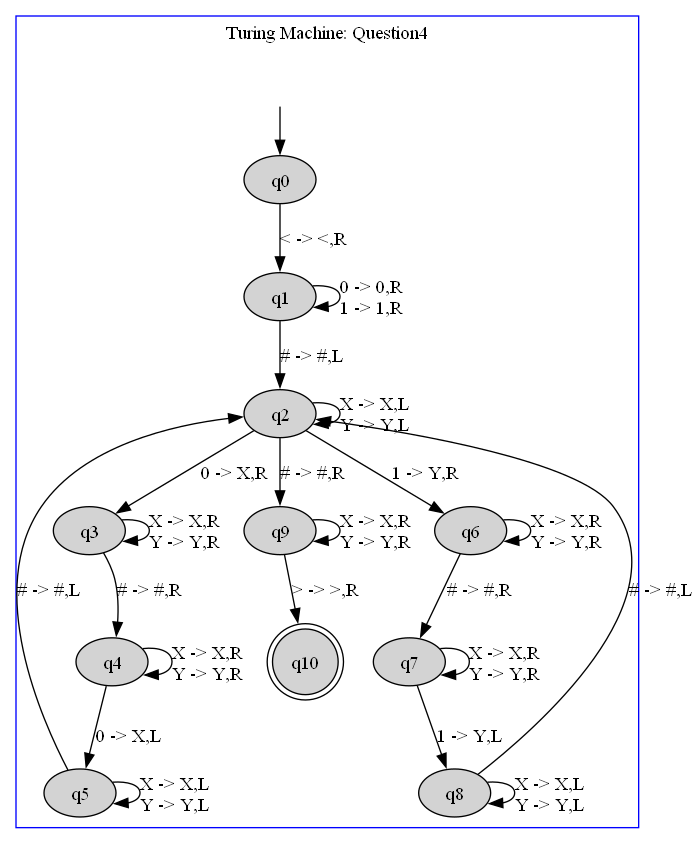 Turing Machine: Question4
q0
< -> <,R
q1
0 -> 0,R
1 -> 1,R
# -> #,L
q2
X -> X,L
Y -> Y,L
0 -> X,R
# -> #,R
1 -> Y,R
q3
X -> X,R
Y -> Y,R
q9
X -> X,R
Y -> Y,R
q6
X -> X,R
Y -> Y,R
# -> #,L
# -> #,R
> -> >,R
# -> #,R
# -> #,L
q4
X -> X,R
Y -> Y,R
q10
q7
X -> X,R
Y -> Y,R
0 -> X,L
1 -> Y,L
q5
X -> X,L
Y -> Y,L
q8
X -> X,L
Y -> Y,L